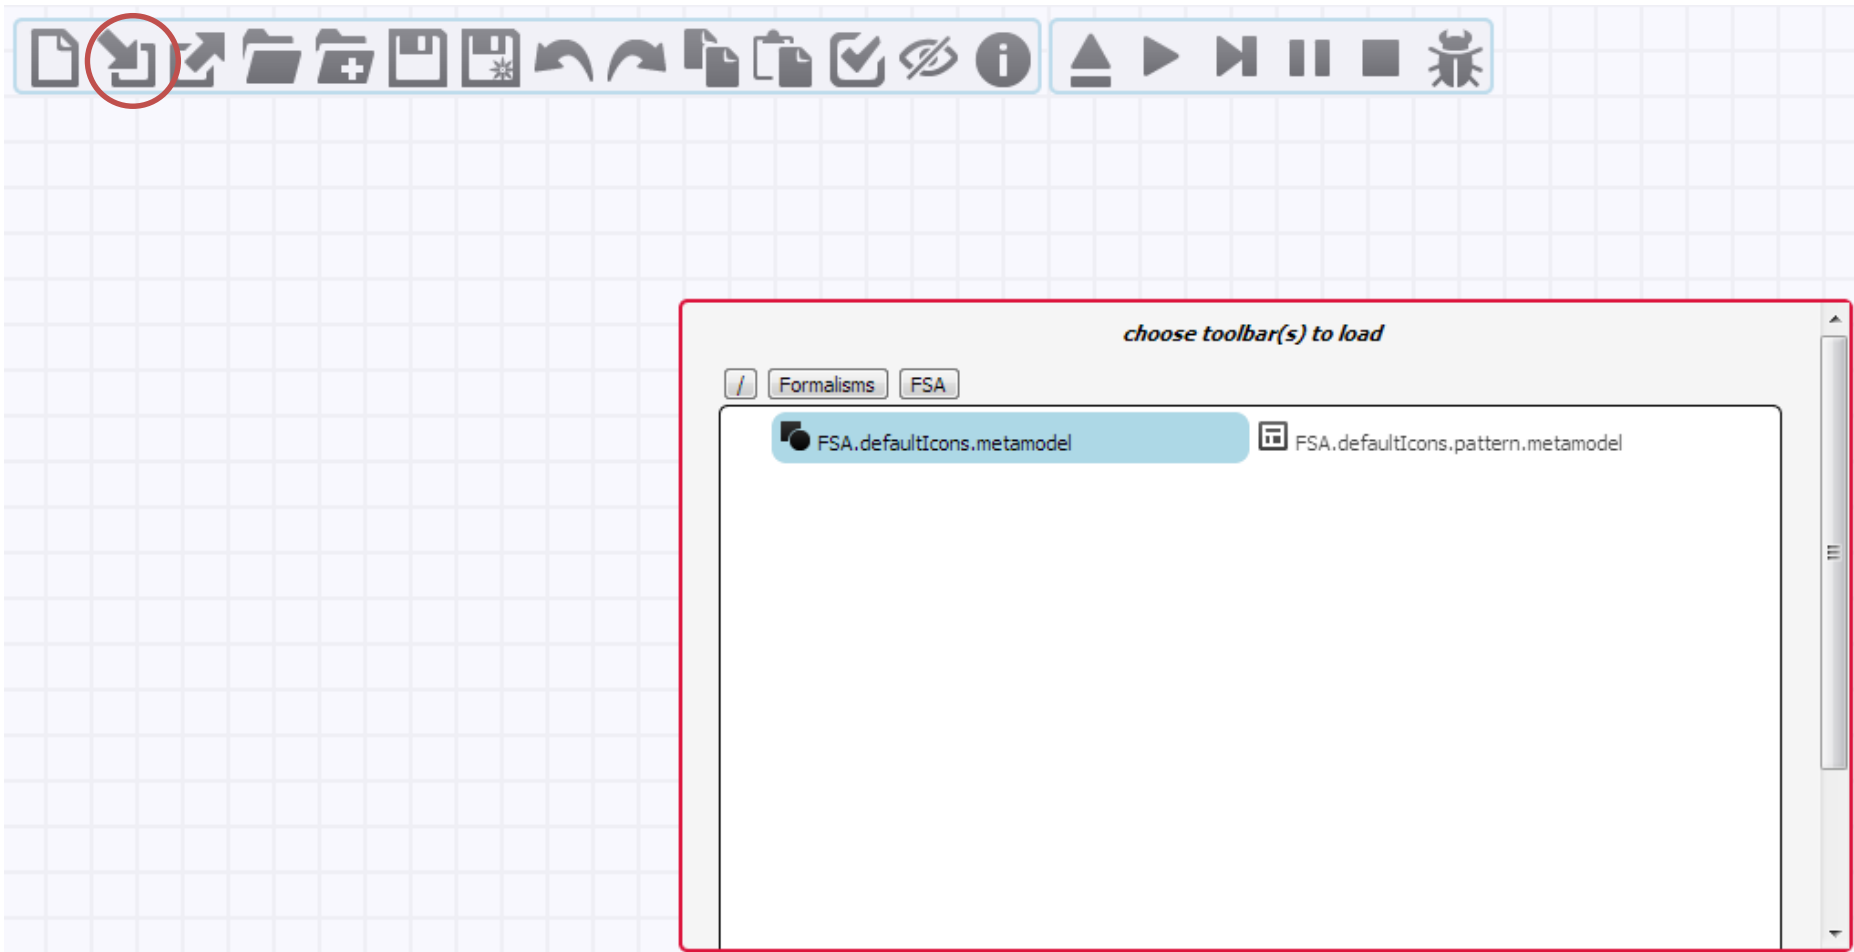 choose toolbar(s) to load
/ Formalisms FSA
FSA.defaultIcons.metamodel FSA.defaultIcons.pattern.metamodel